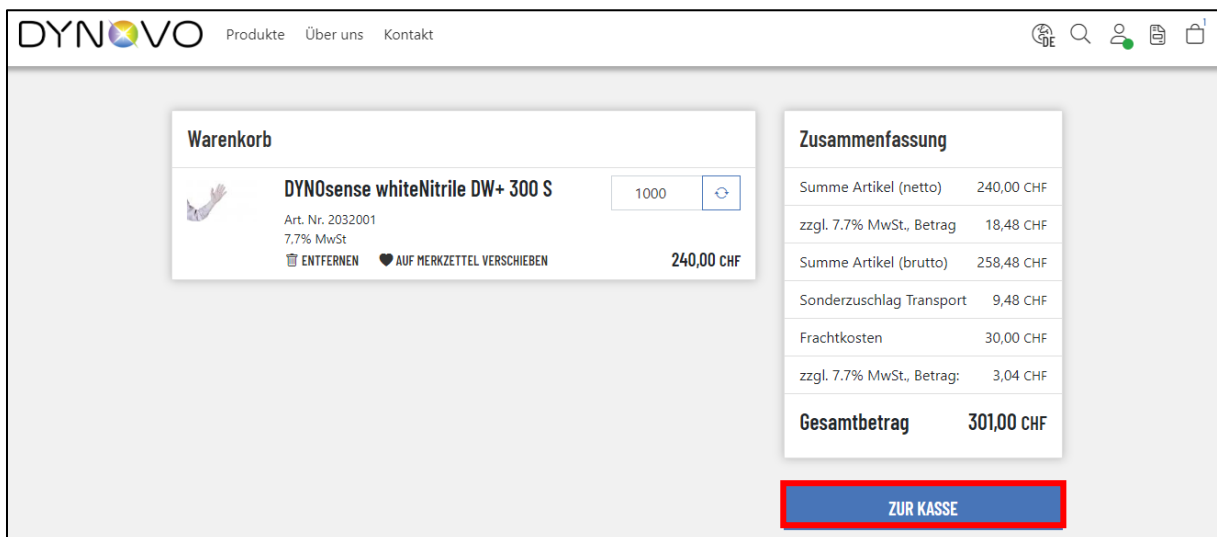 DYNOVO Produkte Über uns Kontakt DE 1
Warenkorb
DYNOsense whiteNitrile DW+ 300 S 1000
Art. Nr. 2032001
7,7% MwSt
ENTFERNEN AUF MERKZETTEL VERSCHIEBEN 240,00 CHF
Zusammenfassung
Summe Artikel (netto) 240,00 CHF
zzgl. 7.7% MwSt., Betrag 18,48 CHF
Summe Artikel (brutto) 258,48 CHF
Sonderzuschlag Transport 9,48 CHF
Frachtkosten 30,00 CHF
zzgl. 7.7% MwSt., Betrag: 3,04 CHF
Gesamtbetrag 301,00 CHF
ZUR KASSE